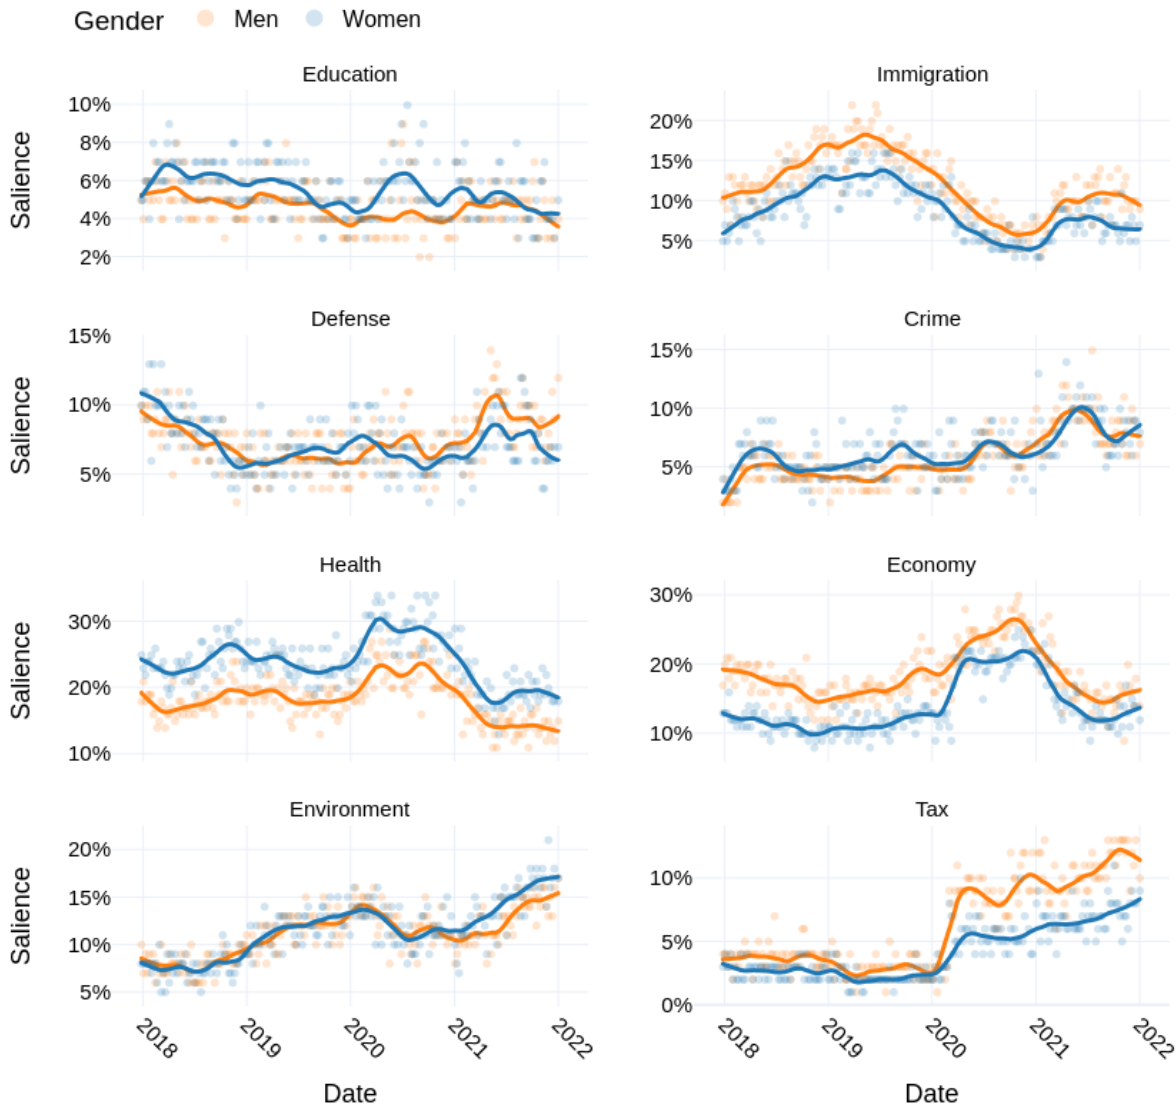 Gender Men Women
Education
Salience
10%
8%
6%
4%
2%
Immigration
20%
15%
10%
5%
Defense
Salience
15%
10%
5%
Crime
15%
10%
5%
Health
Salience
30%
20%
10%
Economy
30%
20%
10%
Environment
Salience
20%
15%
10%
5%
2018 2019 2020 2021 2022
Date
Tax
10%
5%
0%
2018 2019 2020 2021 2022
Date